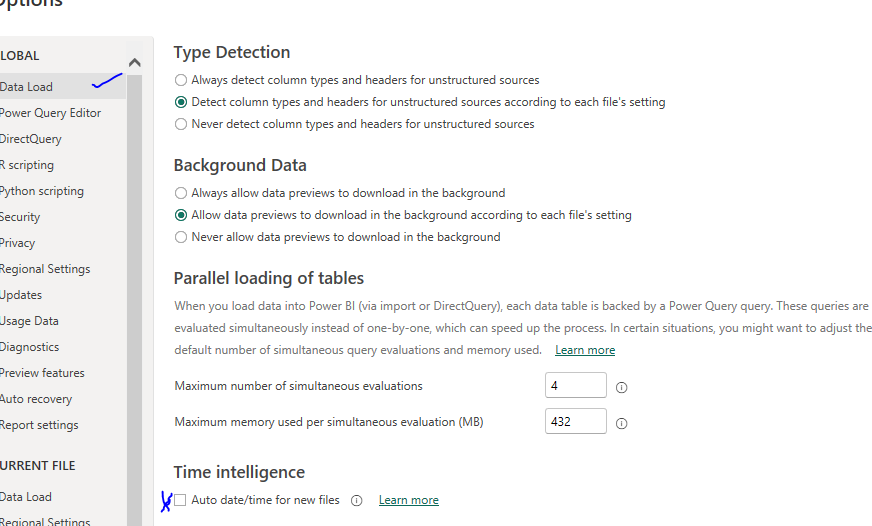 Options
LOBAL
Data Load
Power Query Editor
DirectQuery
R scripting
Python scripting
Security
Privacy
Regional Settings
Updates
Usage Data
Diagnostics
Preview features
Auto recovery
Report settings
URRENT FILE
Data Load
Regional Settings
Type Detection
Always detect column types and headers for unstructured sources
Detect column types and headers for unstructured sources according to each file's setting
Never detect column types and headers for unstructured sources
Background Data
Always allow data previews to download in the background
Allow data previews to download in the background according to each file's setting
Never allow data previews to download in the background
Parallel loading of tables
When you load data into Power BI (via import or DirectQuery), each data table is backed by a Power Query query. These queries are
evaluated simultaneously instead of one-by-one, which can speed up the process. In certain situations, you might want to adjust the
default number of simultaneous query evaluations and memory used. Learn more
Maximum number of simultaneous evaluations 4
Maximum memory used per simultaneous evaluation (MB) 432
Time intelligence
Auto date/time for new files Learn more